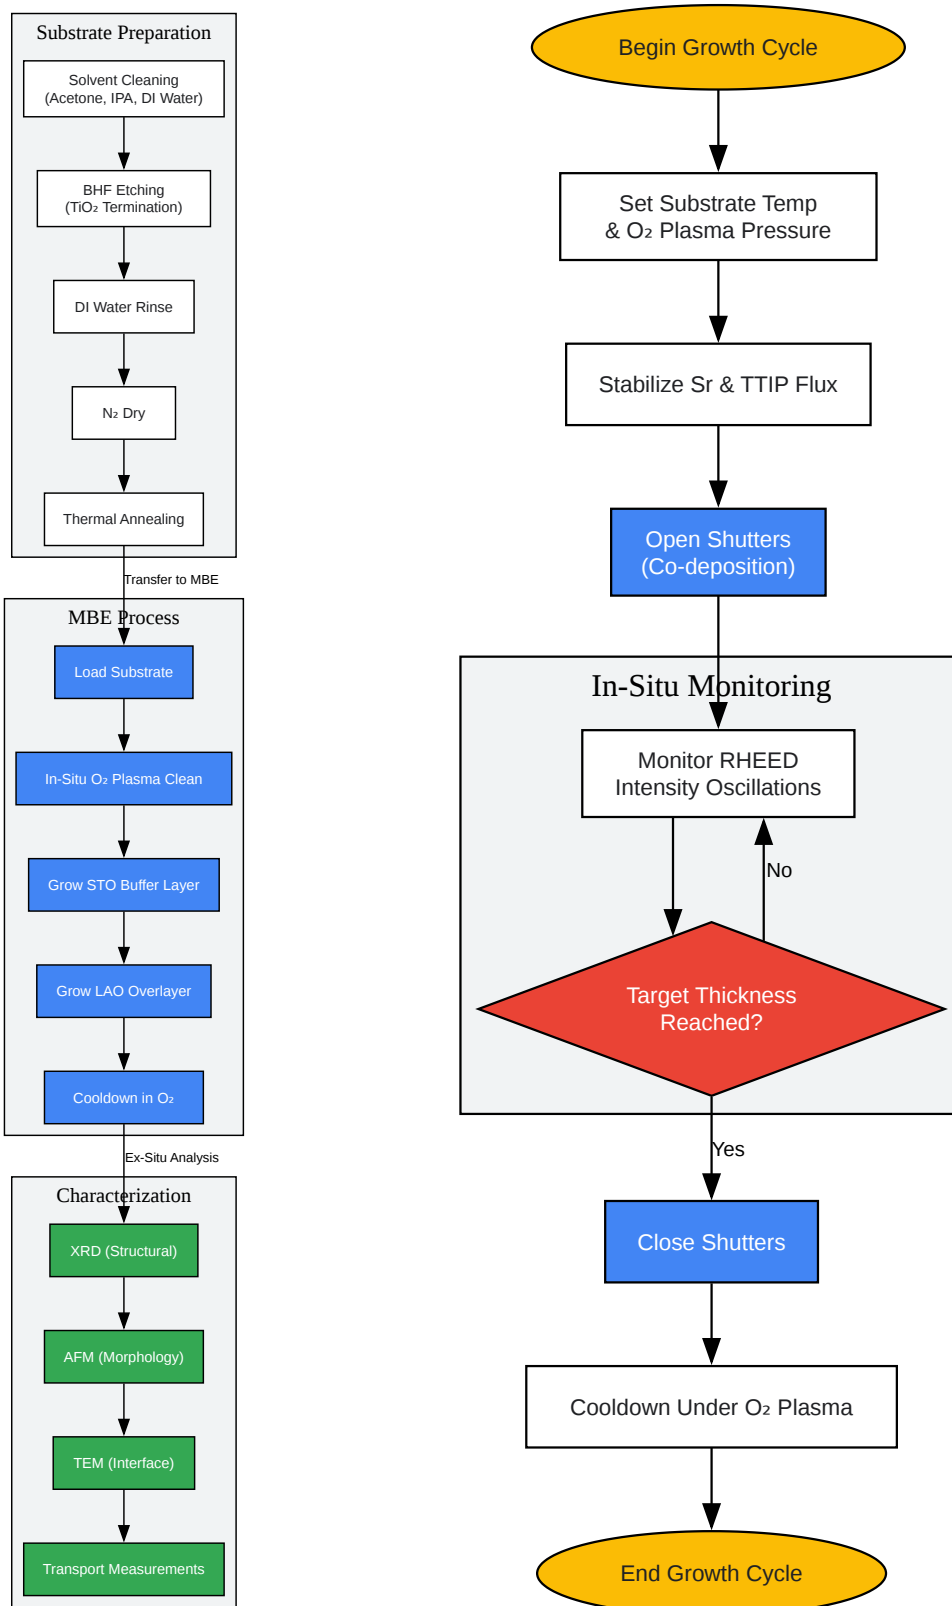 Substrate Preparation
Solvent Cleaning
(Acetone, IPA, DI Water)
BHF Etching
(TiO₂ Termination)
DI Water Rinse
N₂ Dry
Thermal Annealing
Transfer to MBE
MBE Process
Load Substrate
In-Situ O₂ Plasma Clean
Grow STO Buffer Layer
Grow LAO Overlayer
Cooldown in O₂
Ex-Situ Analysis
Characterization
XRD (Structural)
AFM (Morphology)
TEM (Interface)
Transport Measurements
Begin Growth Cycle
Set Substrate Temp
& O₂ Plasma Pressure
Stabilize Sr & TTIP Flux
Open Shutters
(Co-deposition)
In-Situ Monitoring
Monitor RHEED
Intensity Oscillations
No
Target Thickness
Reached?
Yes
Close Shutters
Cooldown Under O₂ Plasma
End Growth Cycle